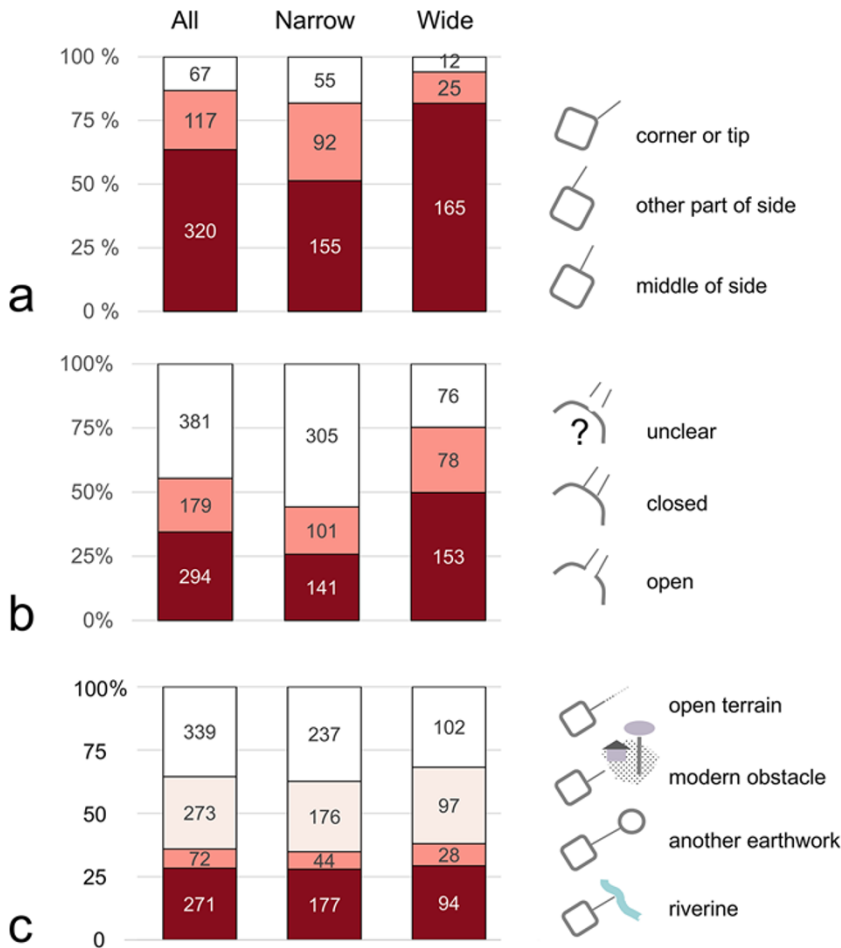 All Narrow Wide
100 % 67 55 12
75 % 117 92 25 corner or tip
50 % other part of side
320 155 165
25 % middle of side
a 0 %
100%
381 305 76 ? unclear
75%
179 101 78 closed
50%
294 141 153 open
25%
b 0%
100% open terrain
339 237 102
75 modern obstacle
273 176 97
50 another earthwork
72 44 28
25 riverine
271 177 94
c 0